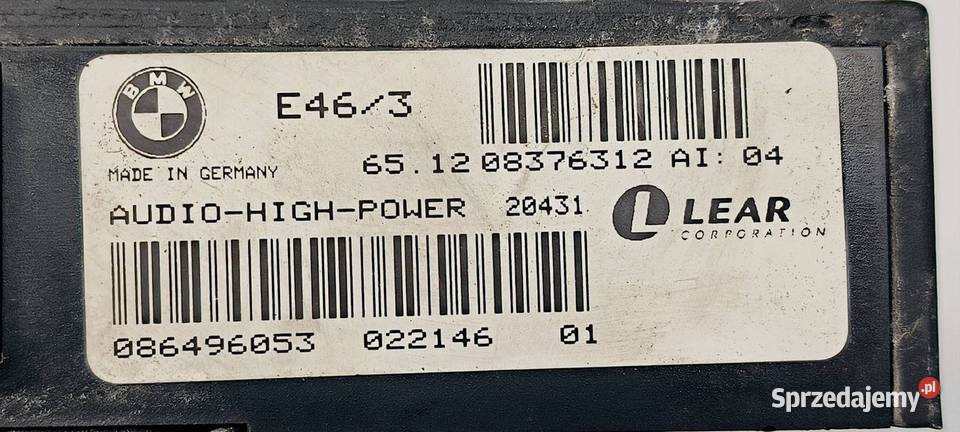 BMW
E46/3
MADE IN GERMANY
65.12 08376312 AI: 04
AUDIO-HIGH-POWER 20431
L LEAR
CORPORATION
086496053 022146 01
Sprzedajemy.pl